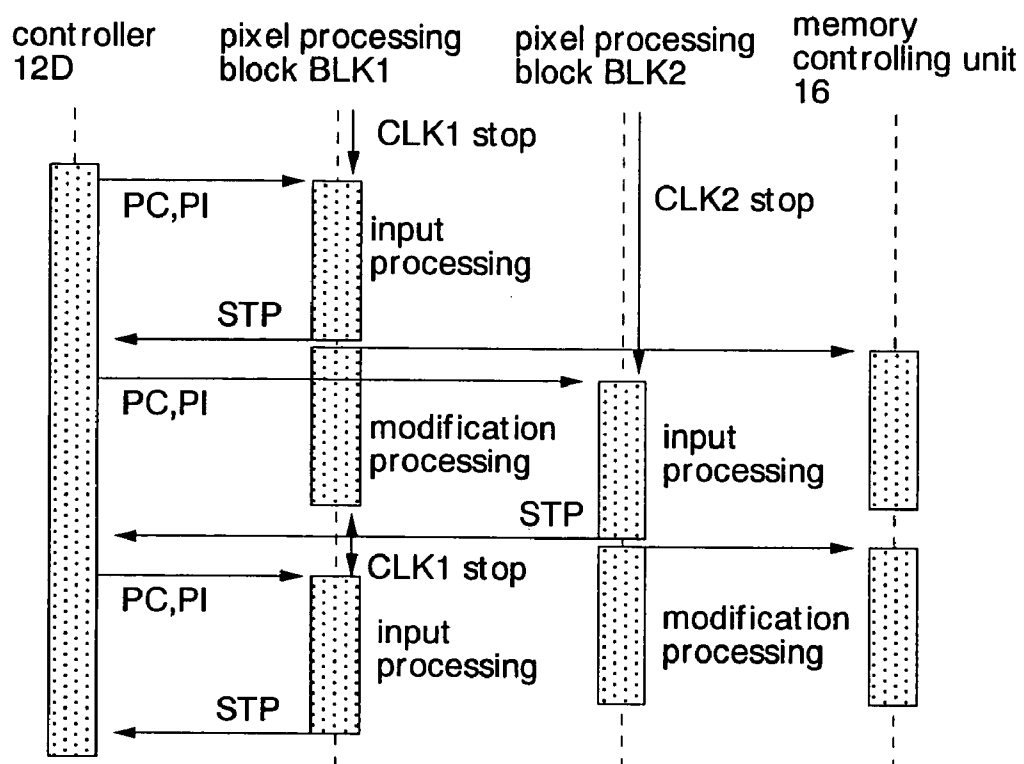 controller
12D
pixel processing
block BLK1
pixel processing
block BLK2
memory
controlling unit
16
CLK1 stop
CLK2 stop
PC,PI
input
processing
STP
PC,PI
modification
processing
input
processing
STP
CLK1 stop
PC,PI
input
processing
modification
processing
STP